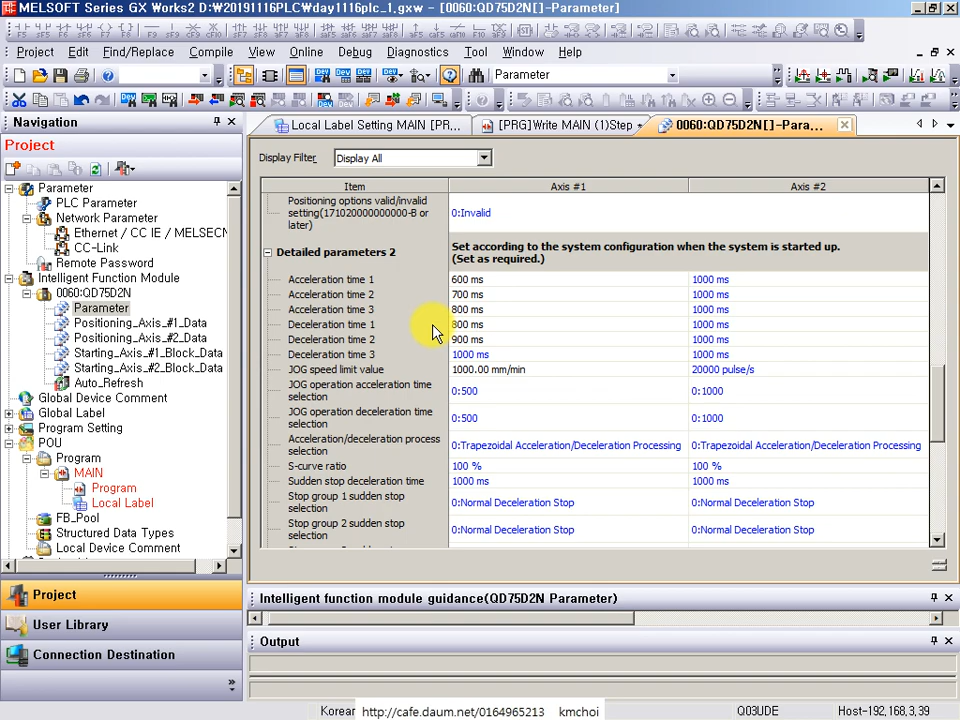 MELSOFT Series GX Works2 D:₩20191116PLC₩day1116plc_1.gxw - [0060:QD75D2N[]-Parameter]
Project Edit Find/Replace Compile View Online Debug Diagnostics Tool Window Help
Parameter
Navigation
Local Label Setting MAIN [PR... [PRG]Write MAIN (1)Step * 0060:QD75D2N[]-Para...
Project
Display Filter Display All
Item Axis #1 Axis #2
Parameter
PLC Parameter
Network Parameter
Ethernet / CC IE / MELSECN
CC-Link
Remote Password
Intelligent Function Module
0060:QD75D2N
Parameter
Positioning_Axis_#1_Data
Positioning_Axis_#2_Data
Starting_Axis_#1_Block_Data
Starting_Axis_#2_Block_Data
Auto_Refresh
Global Device Comment
Global Label
Program Setting
POU
Program
MAIN
Program
Local Label
FB_Pool
Structured Data Types
Local Device Comment
Project
User Library
Connection Destination
Positioning options valid/invalid
setting(171020000000000-B or
later)
0:Invalid
Detailed parameters 2
Set according to the system configuration when the system is started up.
(Set as required.)
Acceleration time 1 600 ms 1000 ms
Acceleration time 2 700 ms 1000 ms
Acceleration time 3 800 ms 1000 ms
Deceleration time 1 800 ms 1000 ms
Deceleration time 2 900 ms 1000 ms
Deceleration time 3 1000 ms 1000 ms
JOG speed limit value 1000.00 mm/min 20000 pulse/s
JOG operation acceleration time
selection
0:500 0:1000
JOG operation deceleration time
selection
0:500 0:1000
Acceleration/deceleration process
selection
0:Trapezoidal Acceleration/Deceleration Processing 0:Trapezoidal Acceleration/Deceleration Processing
S-curve ratio 100 % 100 %
Sudden stop deceleration time 1000 ms 1000 ms
Stop group 1 sudden stop
selection
0:Normal Deceleration Stop 0:Normal Deceleration Stop
Stop group 2 sudden stop
selection
0:Normal Deceleration Stop 0:Normal Deceleration Stop
Intelligent function module guidance(QD75D2N Parameter)
Output
Korean http://cafe.daum.net/0164965213 kmchoi Q03UDE Host-192,168,3,39